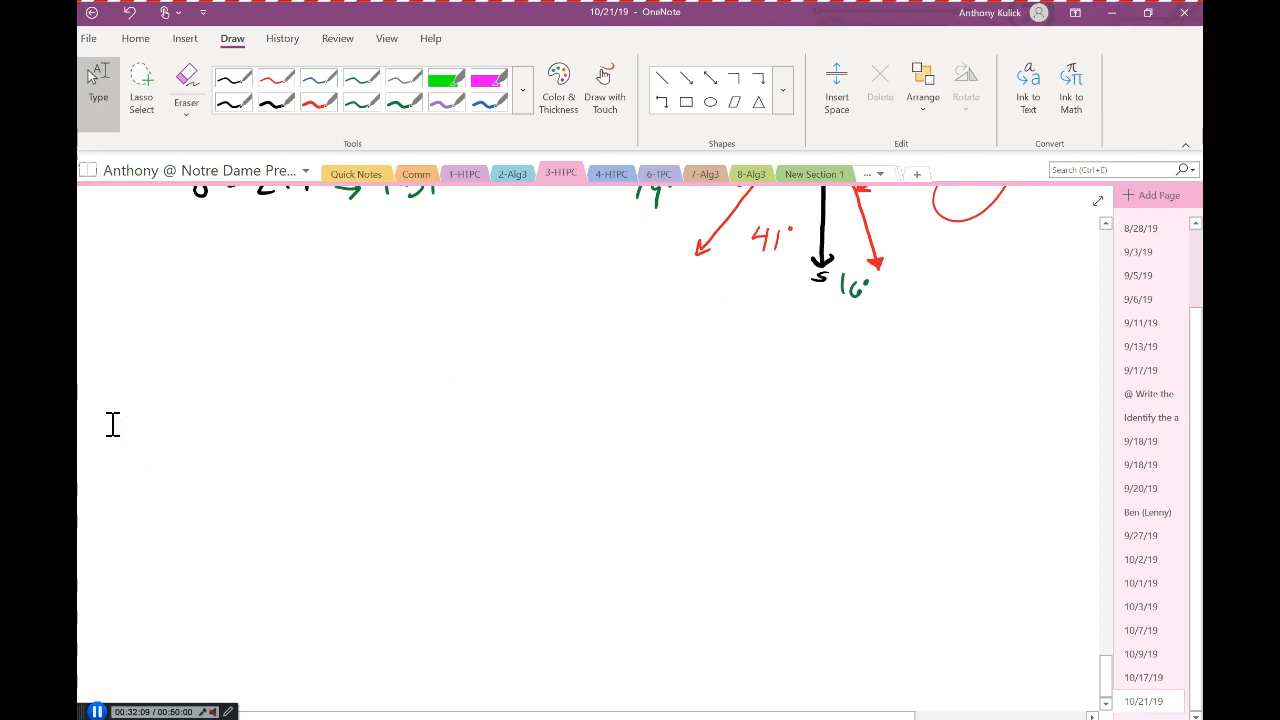 10/21/19 - OneNote
Anthony Kulick
File Home Insert Draw History Review View Help
Type
Lasso Select
Eraser
Color & Thickness
Draw with Touch
Insert Space
Delete
Arrange
Rotate
Ink to Text
Ink to Math
Tools Shapes Edit Convert
Anthony @ Notre Dame Pre...
Quick Notes Comm 1-HTPC 2-Alg3 3-HTPC 4-HTPC 6-TPC 7-Alg3 8-Alg3 New Section 1 ...
Search (Ctrl+E)
+ Add Page
41°
S
16°
8/28/19
9/3/19
9/5/19
9/6/19
9/11/19
9/13/19
9/17/19
@ Write the
Identify the a
9/18/19
9/18/19
9/20/19
Ben (Lenny)
9/27/19
10/2/19
10/1/19
10/3/19
10/7/19
10/9/19
10/17/19
10/21/19
00:32:09 / 00:60:00